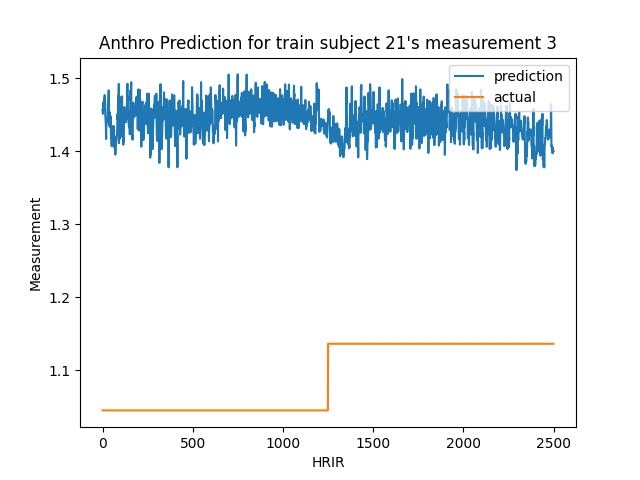 Anthro Prediction for train subject 21's measurement 3
prediction
actual
Measurement
1.5
1.4
1.3
1.2
1.1
0 500 1000 1500 2000 2500
HRIR